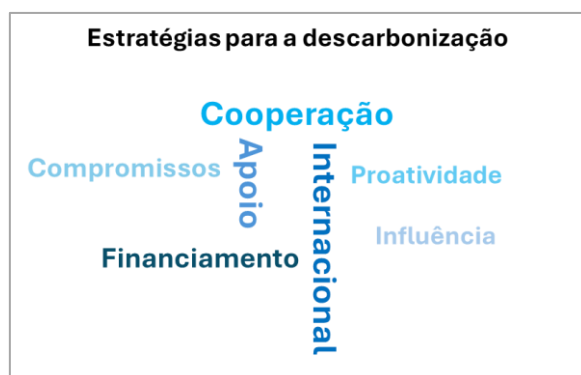 Estratégias para a descarbonização
Cooperação
Compromissos
Apoio
Internacional
Proatividade
Influência
Financiamento